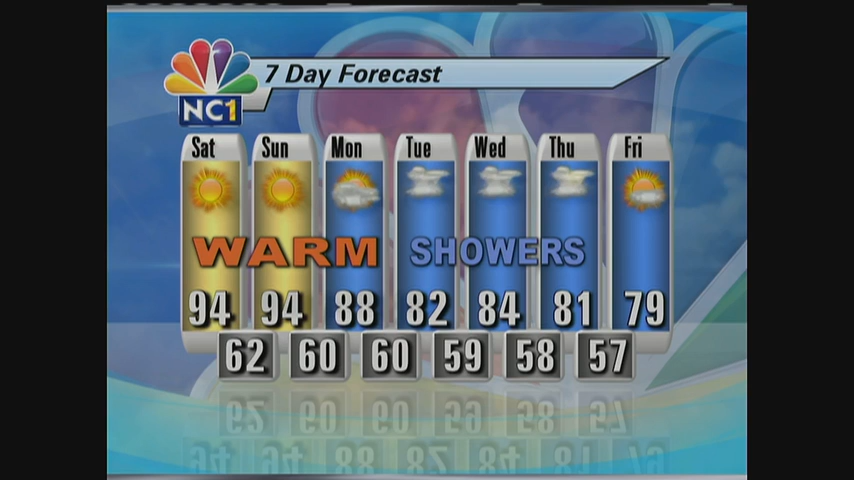 7 Day Forecast
NC1
Sat Sun Mon Tue Wed Thu Fri
WARM SHOWERS
94 94 88 82 84 81 79
62 60 60 59 58 57